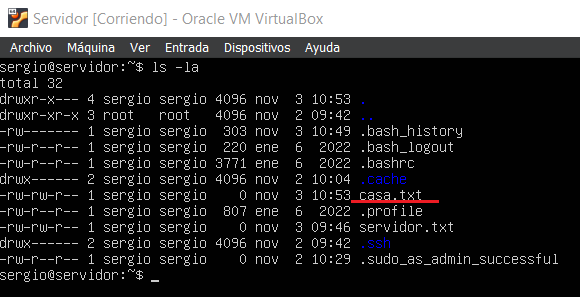 Servidor [Corriendo] - Oracle VM VirtualBox
Archivo Máquina Ver Entrada Dispositivos Ayuda
sergio@servidor:~$ ls -la
total 32
drwxr-x--- 4 sergio sergio 4096 nov 3 10:53 .
drwxr-xr-x 3 root root 4096 nov 2 09:42 ..
-rw------- 1 sergio sergio 303 nov 3 10:49 .bash_history
-rw-r--r-- 1 sergio sergio 220 ene 6 2022 .bash_logout
-rw-r--r-- 1 sergio sergio 3771 ene 6 2022 .bashrc
drwx------ 2 sergio sergio 4096 nov 2 10:04 .cache
-rw-rw-r-- 1 sergio sergio 0 nov 3 10:53 casa.txt
-rw-r--r-- 1 sergio sergio 807 ene 6 2022 .profile
-rw-rw-r-- 1 sergio sergio 0 nov 3 09:46 servidor.txt
drwx------ 2 sergio sergio 4096 nov 2 09:42 .ssh
-rw-r--r-- 1 sergio sergio 0 nov 2 10:29 .sudo_as_admin_successful
sergio@servidor:~$ _